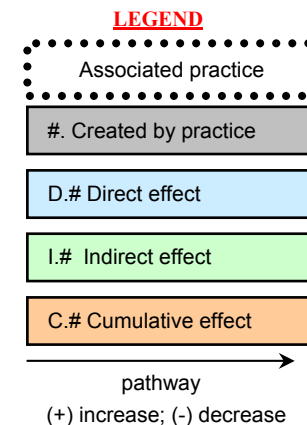 LEGEND
Associated practice
#. Created by practice
D.# Direct effect
I.# Indirect effect
C.# Cumulative effect
pathway
(+) increase; (-) decrease